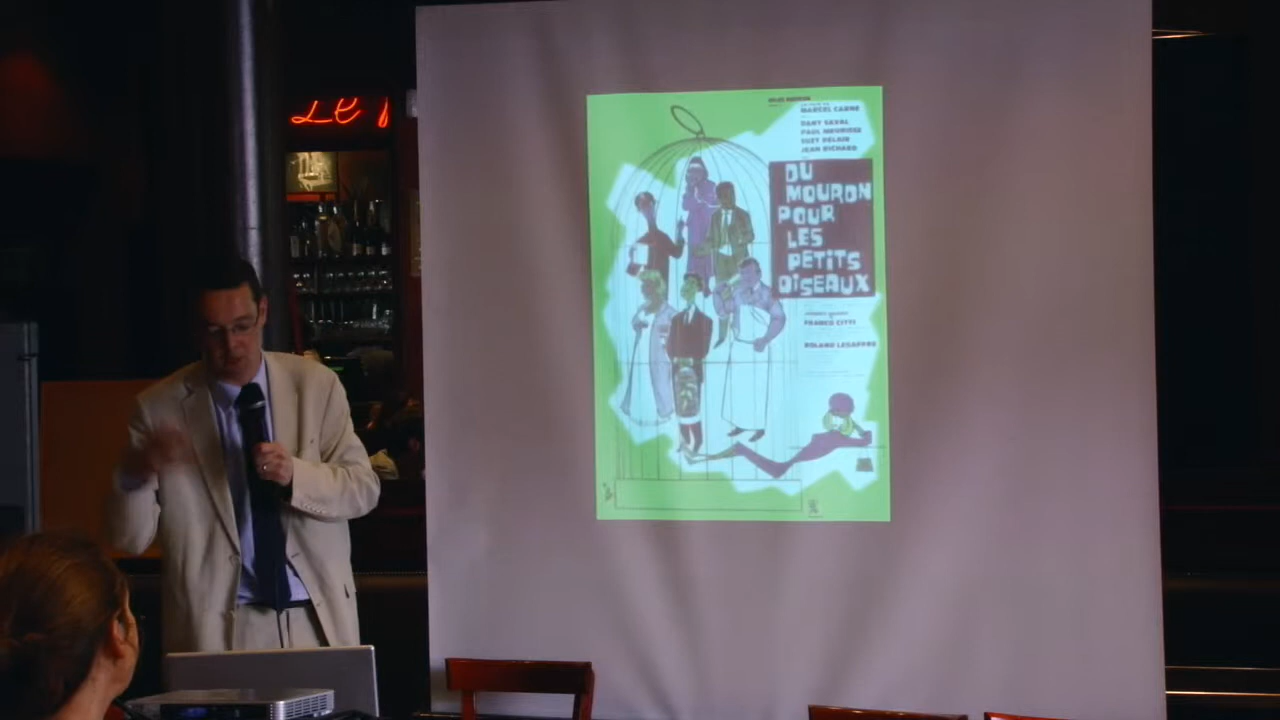 Le
MARCEL CARNE
DANY SAVAL
PAUL MEURISSE
SUZY DELAIR
JEAN RICHARD
DU
MOURON
POUR
LES
PETITS
OISEAUX
FRANCO CITTI
ROLAND LESAFFRE